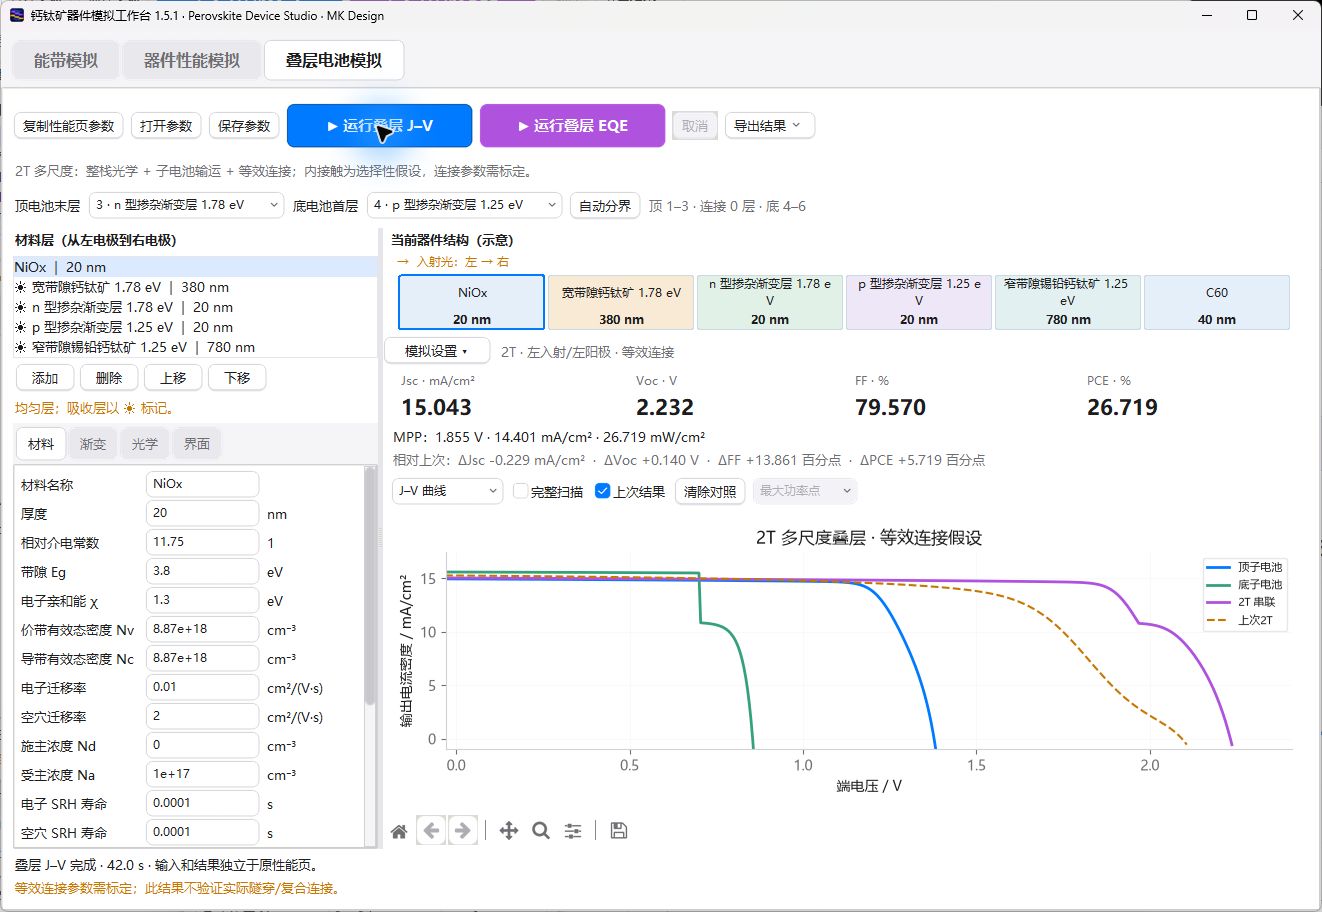 钙钛矿器件模拟工作台 1.5.1 · Perovskite Device Studio · MK Design
能带模拟
器件性能模拟
叠层电池模拟
复制性能页参数
打开参数
保存参数
▶ 运行叠层 J–V
▶ 运行叠层 EQE
取消
导出结果
2T 多尺度：整栈光学 + 子电池输运 + 等效连接；内接触为选择性假设，连接参数需标定。
顶电池末层
3 · n 型掺杂渐变层 1.78 eV
底电池首层
4 · p 型掺杂渐变层 1.25 eV
自动分界
顶 1–3 · 连接 0 层 · 底 4–6
材料层（从左电极到右电极）
NiOx | 20 nm
☀ 宽带隙钙钛矿 1.78 eV | 380 nm
☀ n 型掺杂渐变层 1.78 eV | 20 nm
☀ p 型掺杂渐变层 1.25 eV | 20 nm
☀ 窄带隙锡铅钙钛矿 1.25 eV | 780 nm
添加
删除
上移
下移
均匀层；吸收层以 ☀ 标记。
材料
渐变
光学
界面
材料名称 NiOx
厚度 20 nm
相对介电常数 11.75 1
带隙 Eg 3.8 eV
电子亲和能 χ 1.3 eV
价带有效态密度 Nv 8.87e+18 cm⁻³
导带有效态密度 Nc 8.87e+18 cm⁻³
电子迁移率 0.01 cm²/(V·s)
空穴迁移率 2 cm²/(V·s)
施主浓度 Nd 0 cm⁻³
受主浓度 Na 1e+17 cm⁻³
电子 SRH 寿命 0.0001 s
空穴 SRH 寿命 0.0001 s
当前器件结构（示意）
→ 入射光：左 → 右
NiOx
20 nm
宽带隙钙钛矿 1.78 eV
380 nm
n 型掺杂渐变层 1.78 e
V
20 nm
p 型掺杂渐变层 1.25 e
V
20 nm
窄带隙锡铅钙钛矿 1.25
eV
780 nm
C60
40 nm
模拟设置
2T · 左入射/左阳极 · 等效连接
Jsc · mA/cm²
15.043
Voc · V
2.232
FF · %
79.570
PCE · %
26.719
MPP：1.855 V · 14.401 mA/cm² · 26.719 mW/cm²
相对上次：ΔJsc -0.229 mA/cm² · ΔVoc +0.140 V · ΔFF +13.861 百分点 · ΔPCE +5.719 百分点
J–V 曲线
完整扫描
上次结果
清除对照
最大功率点
2T 多尺度叠层 · 等效连接假设
输出电流密度 / mA/cm²
15
10
5
0
0.0
0.5
1.0
1.5
2.0
端电压 / V
顶子电池
底子电池
2T 串联
上次2T
叠层 J–V 完成 · 42.0 s · 输入和结果独立于原性能页。
等效连接参数需标定；此结果不验证实际隧穿/复合连接。